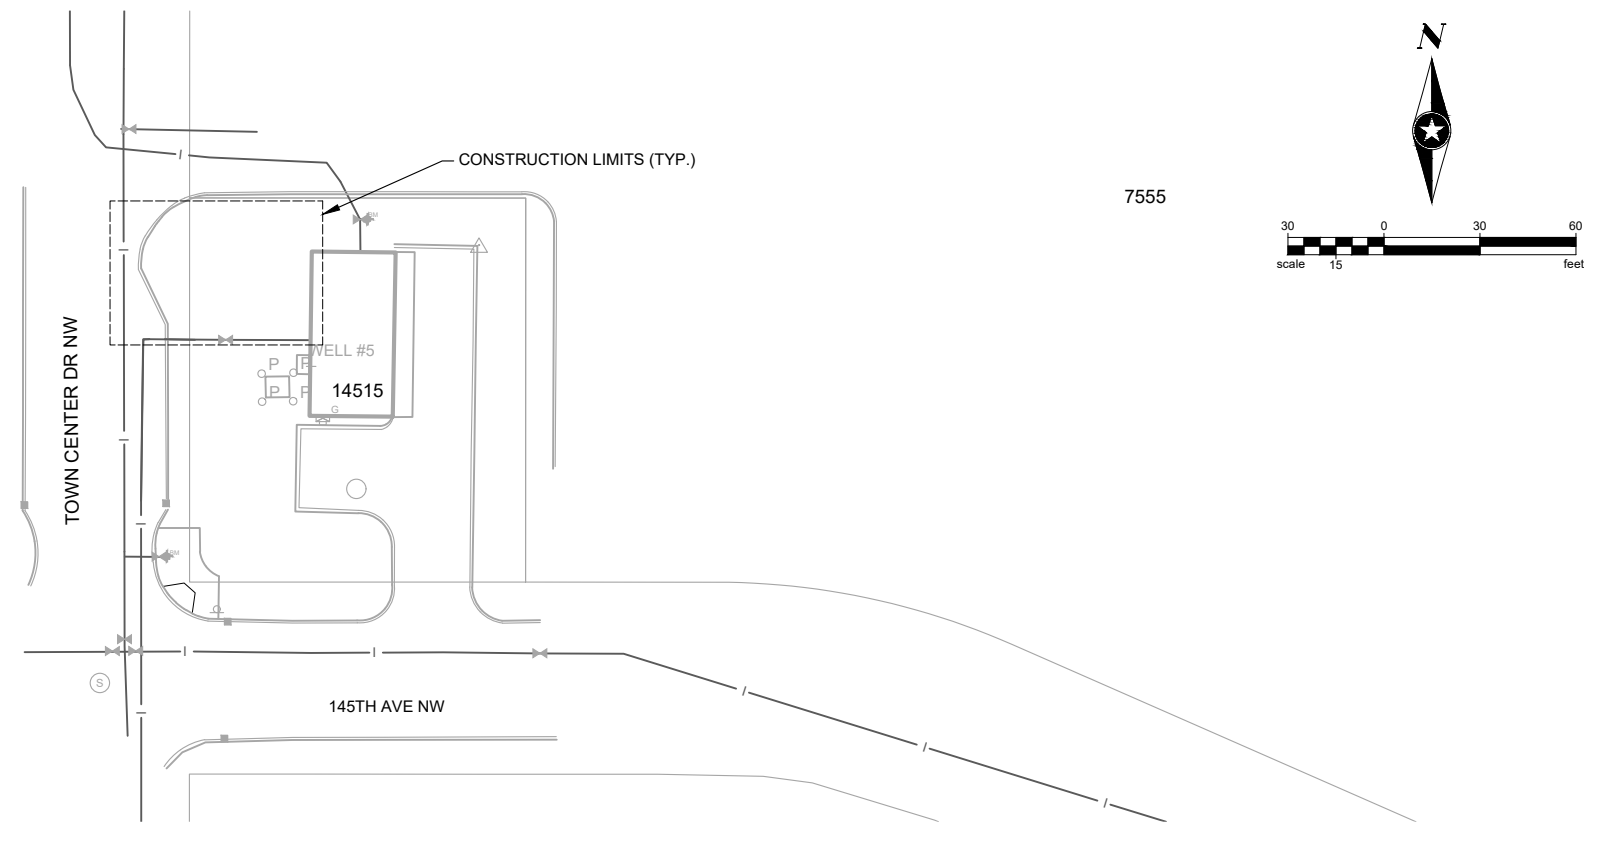 N
CONSTRUCTION LIMITS (TYP.)
7555
30 0 30 60
scale 15 feet
TOWN CENTER DR NW
WELL #5
P P
P P
14515
G
S
145TH AVE NW